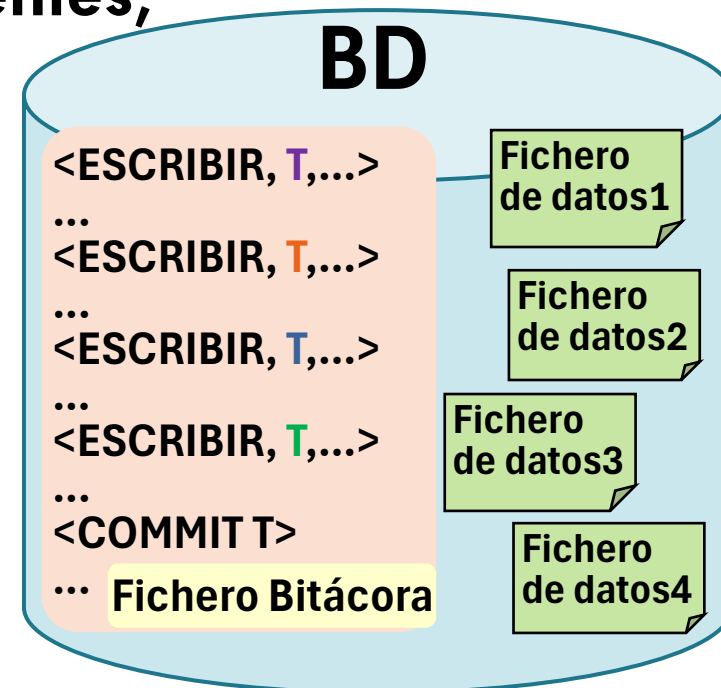 BD
<ESCRIBIR, T,...>
...
<ESCRIBIR, T,...>
...
<ESCRIBIR, T,...>
...
<ESCRIBIR, T,...>
...
<COMMIT T>
...
Fichero Bitácora
Fichero
de datos1
Fichero
de datos2
Fichero
de datos3
Fichero
de datos4